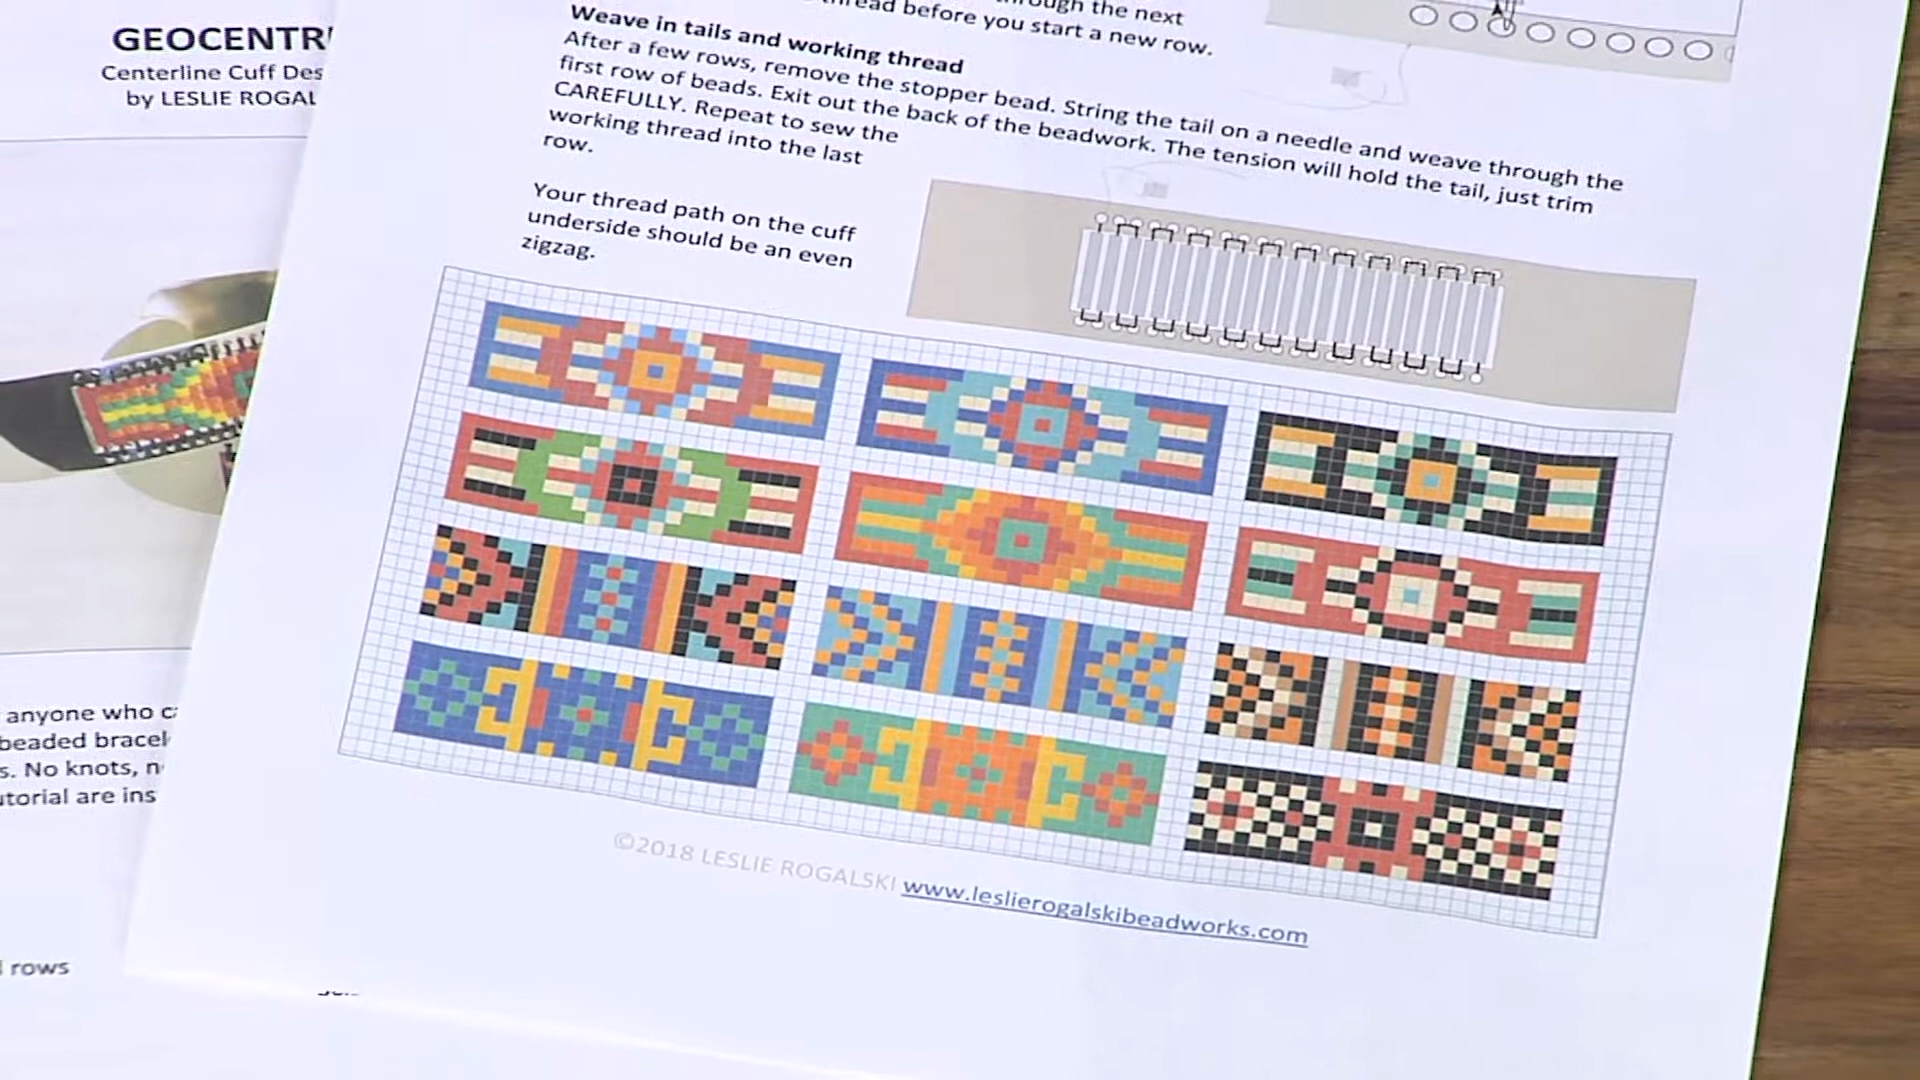 GEOCENTRI
Centerline Cuff Des
by LESLIE ROGAL
anyone who c
beaded bracel
s. No knots, n
utorial are ins
rows
through the next
thread before you start a new row.
Weave in tails and working thread
After a few rows, remove the stopper bead. String the tail on a needle and weave through the
first row of beads. Exit out the back of the beadwork. The tension will hold the tail, just trim
CAREFULLY. Repeat to sew the
working thread into the last
row.
Your thread path on the cuff
underside should be an even
zigzag.
©2018 LESLIE ROGALSKI www.leslierogalskibeadworks.com